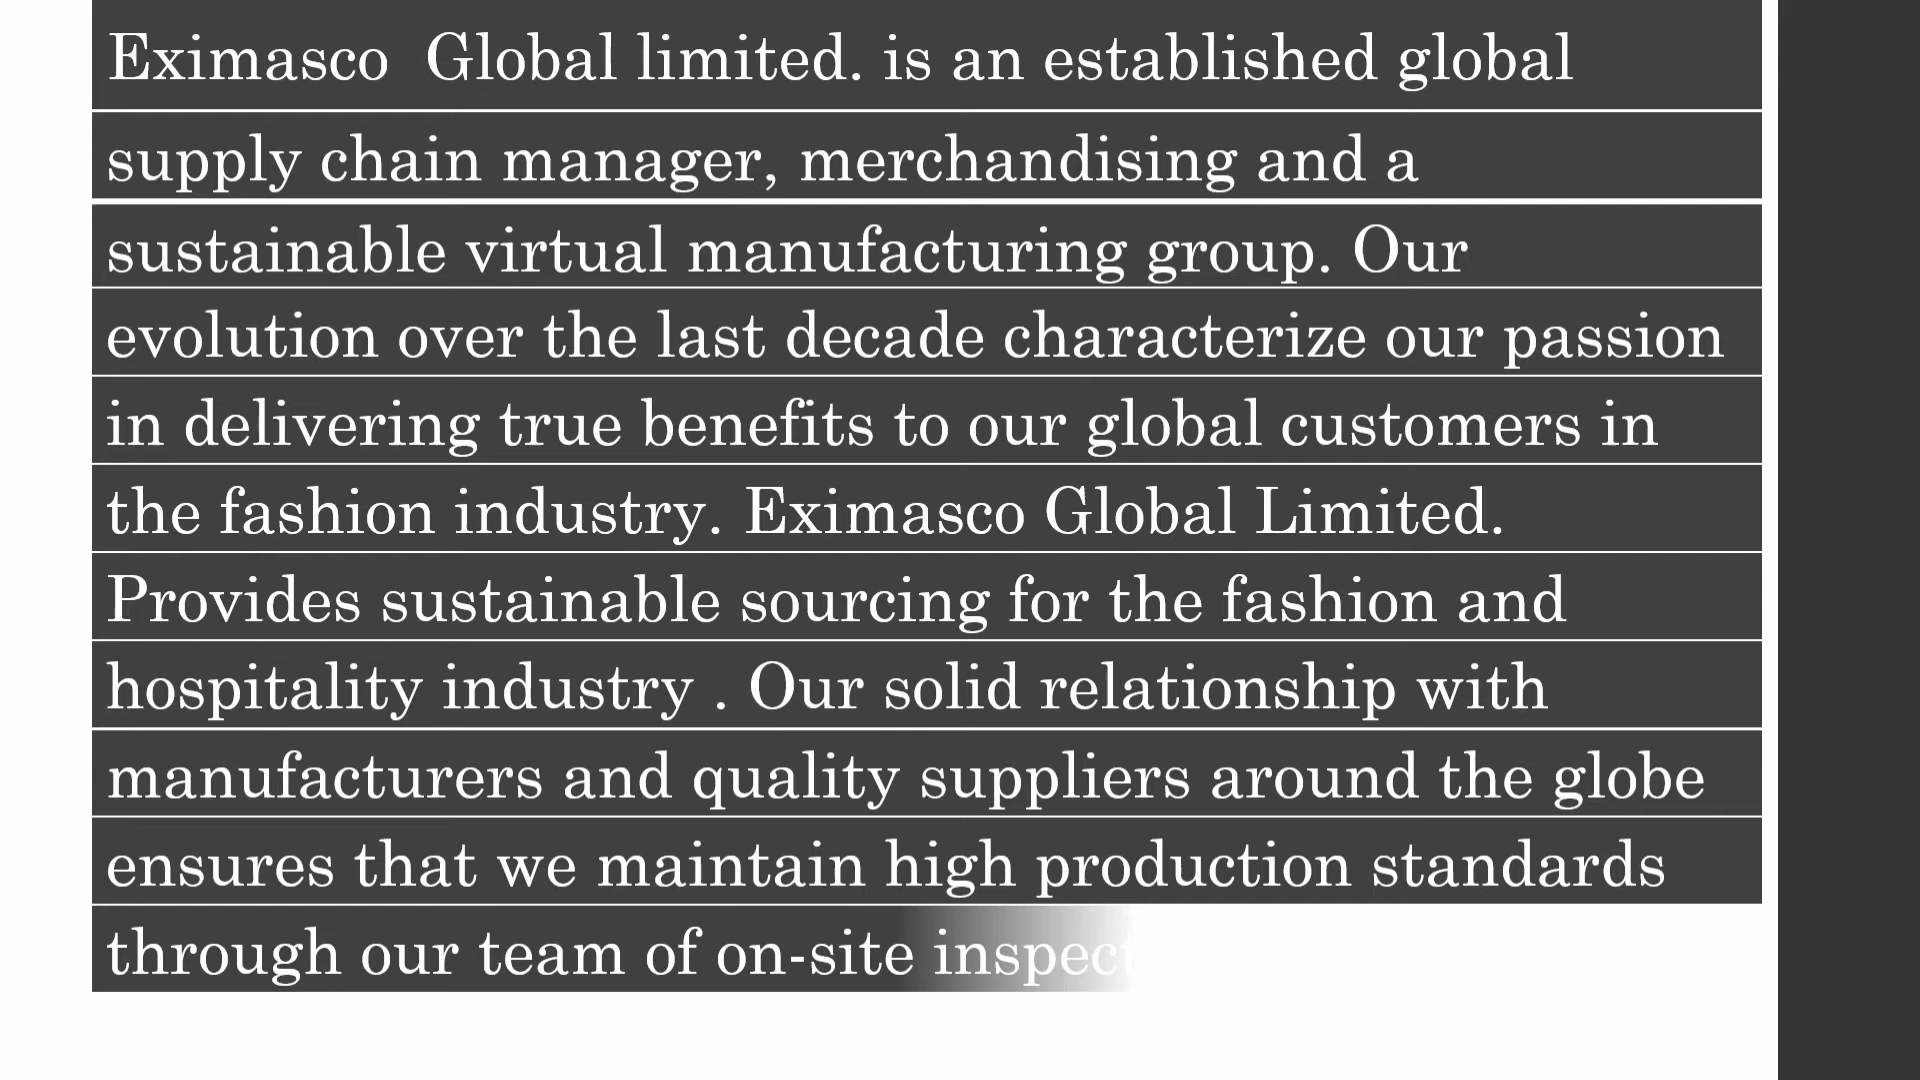 Eximasco  Global limited. is an established global
supply chain manager, merchandising and a
sustainable virtual manufacturing group. Our
evolution over the last decade characterize our passion
in delivering true benefits to our global customers in
the fashion industry. Eximasco Global Limited.
Provides sustainable sourcing for the fashion and
hospitality industry . Our solid relationship with
manufacturers and quality suppliers around the globe
ensures that we maintain high production standards
through our team of on-site